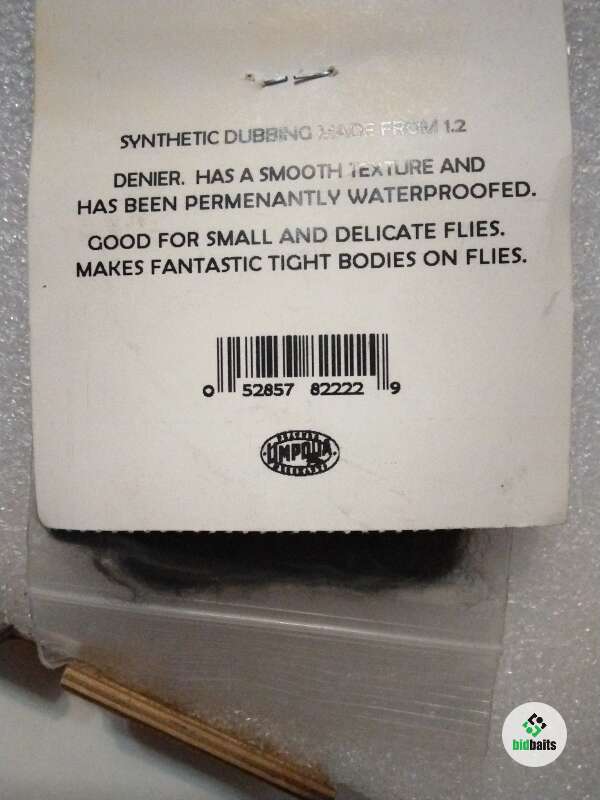 SYNTHETIC DUBBING MADE FROM 1.2
DENIER. HAS A SMOOTH TEXTURE AND
HAS BEEN PERMENANTLY WATERPROOFED.
GOOD FOR SMALL AND DELICATE FLIES.
MAKES FANTASTIC TIGHT BODIES ON FLIES.
0 52857 82222 9
UMPQUA
bidbaits